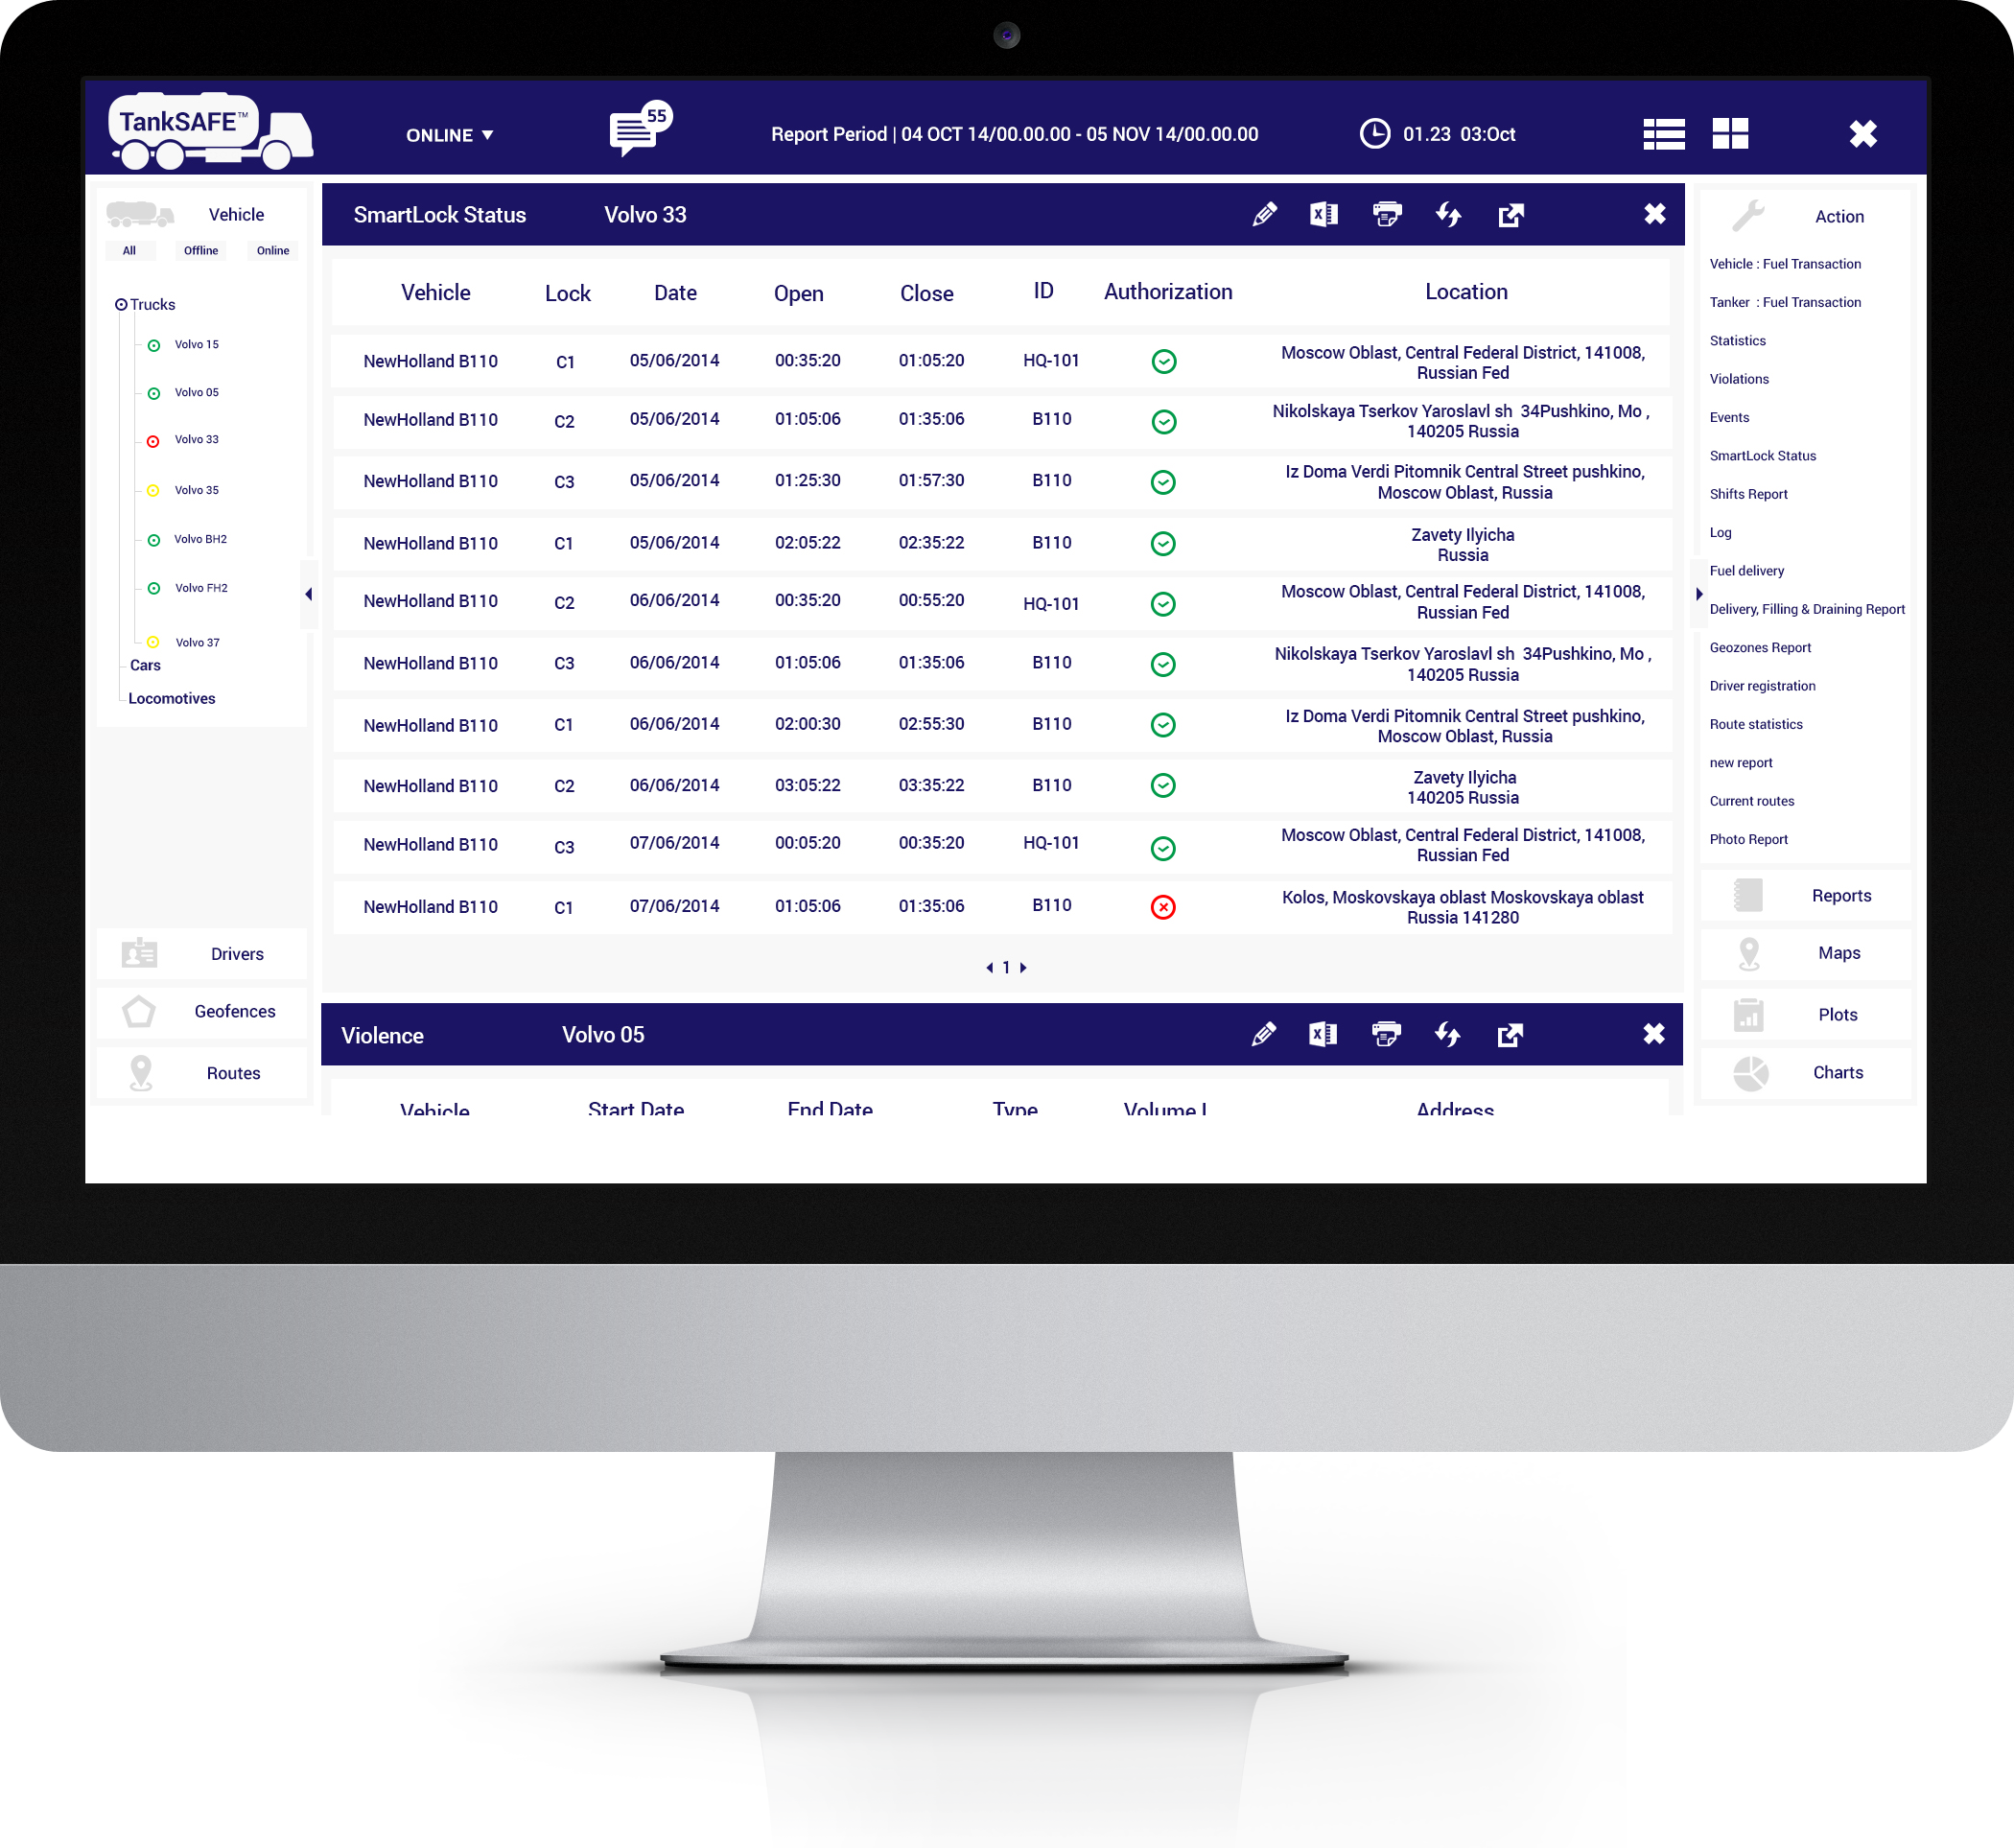 TankSAFE™
ONLINE ▼
55
Report Period | 04 OCT 14/00.00.00 - 05 NOV 14/00.00.00
01.23 03:Oct
Vehicle
All Offline Online
Trucks
Volvo 15
Volvo 05
Volvo 33
Volvo 35
Volvo BH2
Volvo FH2
Volvo 37
Cars
Locomotives
Drivers
Geofences
Routes
SmartLock Status Volvo 33
Vehicle Lock Date Open Close ID Authorization Location
NewHolland B110 C1 05/06/2014 00:35:20 01:05:20 HQ-101 Moscow Oblast, Central Federal District, 141008,
Russian Fed
NewHolland B110 C2 05/06/2014 01:05:06 01:35:06 B110 Nikolskaya Tserkov Yaroslavl sh 34Pushkino, Mo ,
140205 Russia
NewHolland B110 C3 05/06/2014 01:25:30 01:57:30 B110 Iz Doma Verdi Pitomnik Central Street pushkino,
Moscow Oblast, Russia
NewHolland B110 C1 05/06/2014 02:05:22 02:35:22 B110 Zavety Ilyicha
Russia
NewHolland B110 C2 06/06/2014 00:35:20 00:55:20 HQ-101 Moscow Oblast, Central Federal District, 141008,
Russian Fed
NewHolland B110 C3 06/06/2014 01:05:06 01:35:06 B110 Nikolskaya Tserkov Yaroslavl sh 34Pushkino, Mo ,
140205 Russia
NewHolland B110 C1 06/06/2014 02:00:30 02:55:30 B110 Iz Doma Verdi Pitomnik Central Street pushkino,
Moscow Oblast, Russia
NewHolland B110 C2 06/06/2014 03:05:22 03:35:22 B110 Zavety Ilyicha
140205 Russia
NewHolland B110 C3 07/06/2014 00:05:20 00:35:20 HQ-101 Moscow Oblast, Central Federal District, 141008,
Russian Fed
NewHolland B110 C1 07/06/2014 01:05:06 01:35:06 B110 Kolos, Moskovskaya oblast Moskovskaya oblast
Russia 141280
1
Violence Volvo 05
Vehicle Start Date End Date Type Volume l Address
Action
Vehicle : Fuel Transaction
Tanker : Fuel Transaction
Statistics
Violations
Events
SmartLock Status
Shifts Report
Log
Fuel delivery
Delivery, Filling & Draining Report
Geozones Report
Driver registration
Route statistics
new report
Current routes
Photo Report
Reports
Maps
Plots
Charts